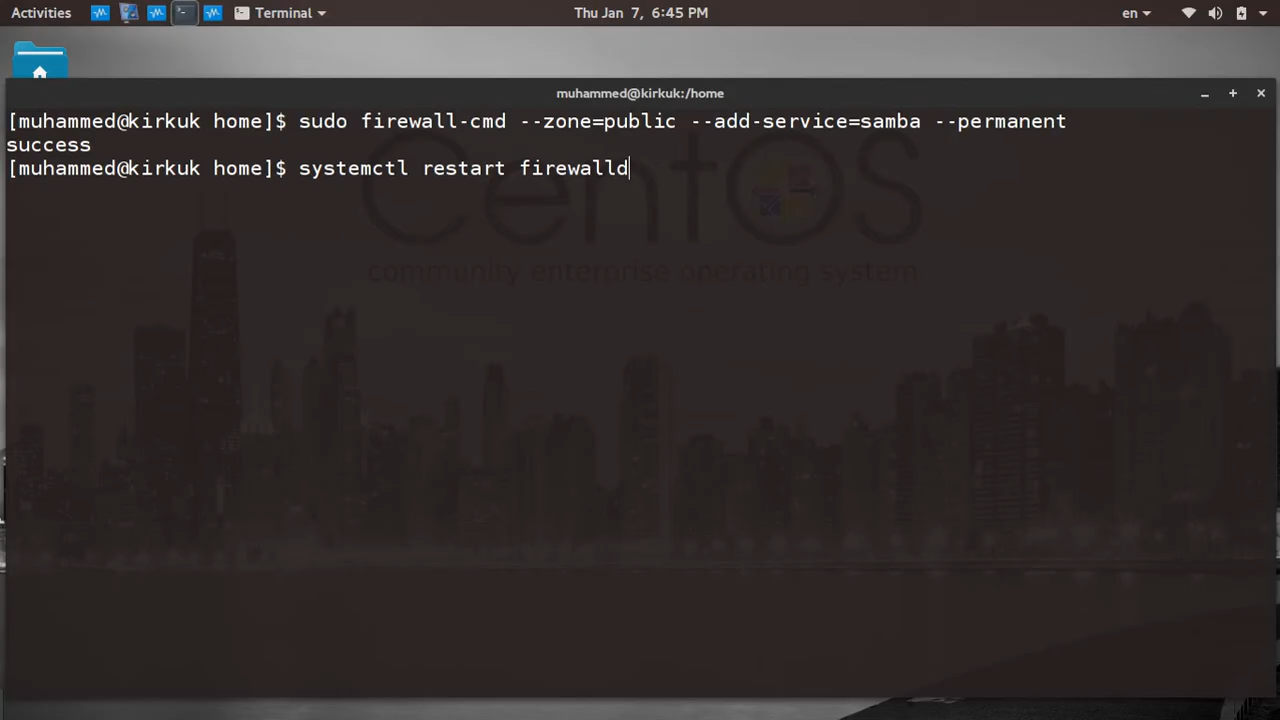 Activities
Terminal
Thu Jan 7, 6:45 PM
en
muhammed@kirkuk:/home
[muhammed@kirkuk home]$ sudo firewall-cmd --zone=public --add-service=samba --permanent
success
[muhammed@kirkuk home]$ systemctl restart firewalld
CentOS
community enterprise operating system